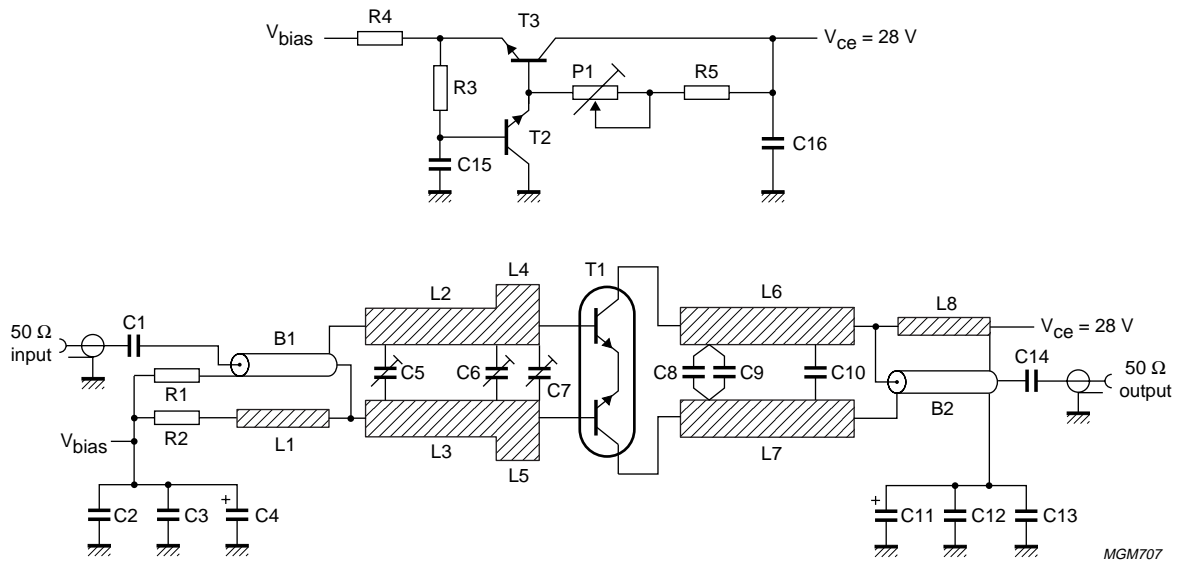 R4
T3
V bias
V ce = 28 V
P1
R5
R3
T2
C15
C16
L4
T1
L2
L6
L8
50 Ω
input
C1
B1
V ce = 28 V
C14
50 Ω
output
C5
C6
C7
C8
C9
C10
R1
B2
R2
V bias
L1
L3
L5
L7
+
C2
C3
C4
+
C11
C12
C13
MGM707